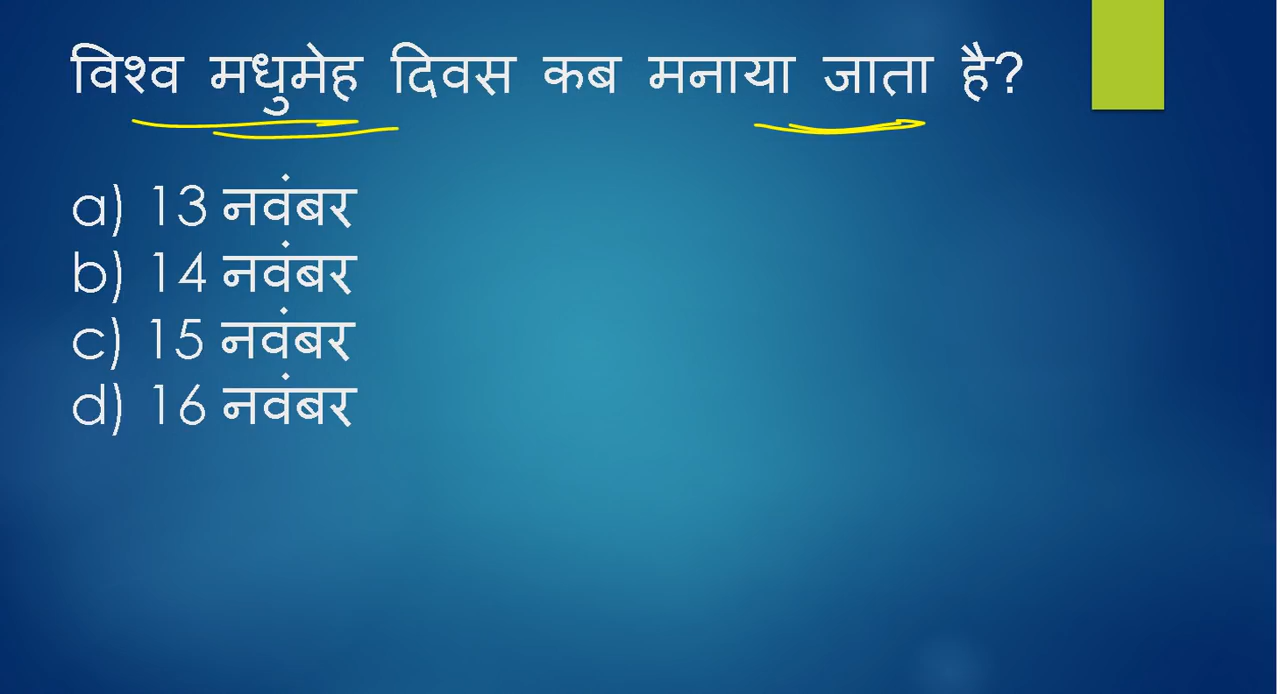 विश्व मधुमेह दिवस कब मनाया जाता है?
a) 13 नवंबर
b) 14 नवंबर
c) 15 नवंबर
d) 16 नवंबर